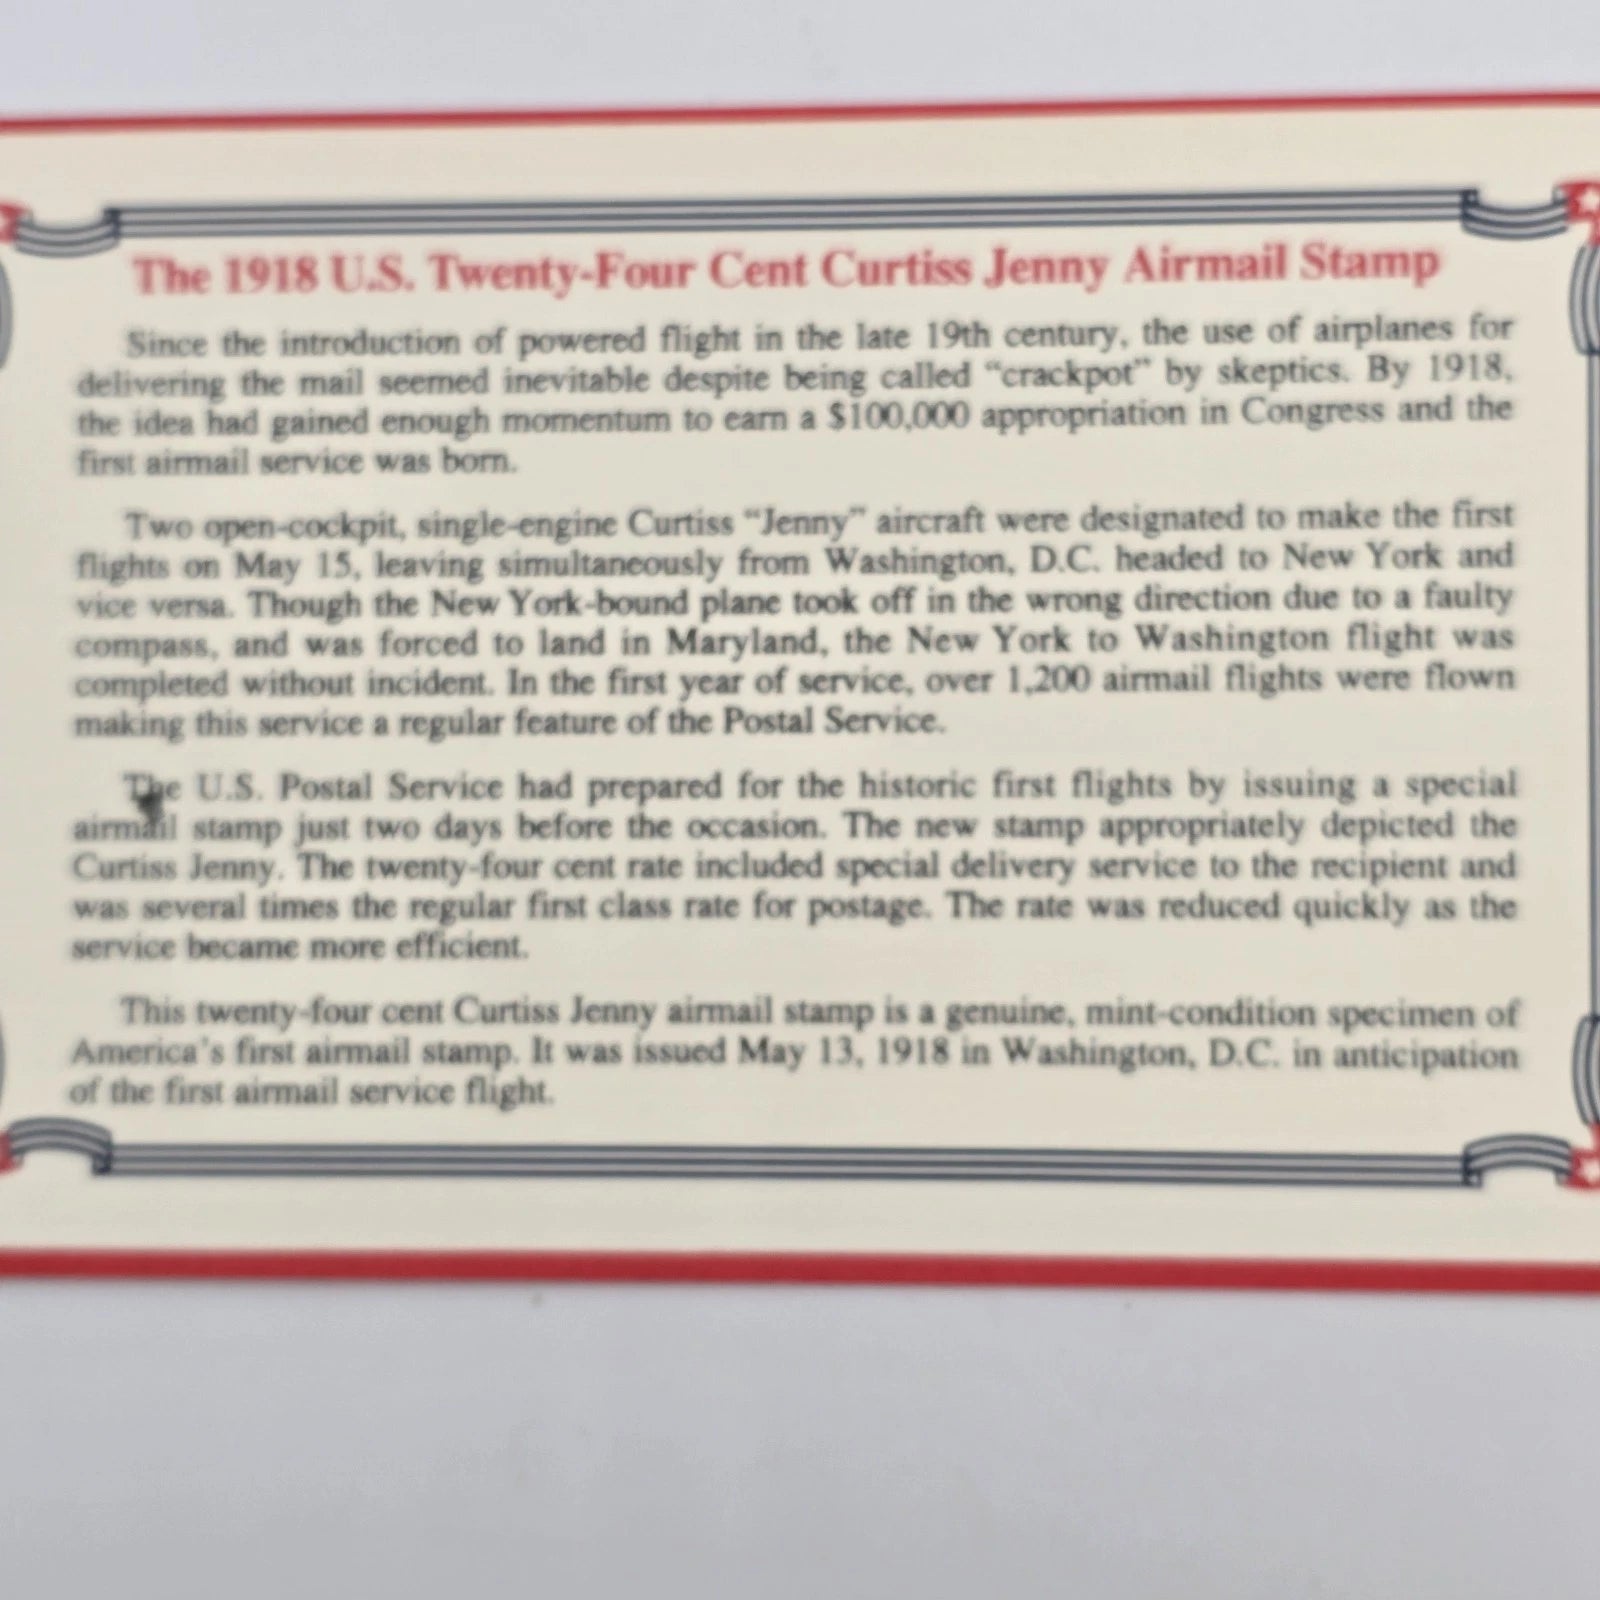 The 1918 U.S. Twenty-Four Cent Curtiss Jenny Airmail Stamp
Since the introduction of powered flight in the late 19th century, the use of airplanes for
delivering the mail seemed inevitable despite being called “crackpot” by skeptics. By 1918,
the idea had gained enough momentum to earn a $100,000 appropriation in Congress and the
first airmail service was born.
Two open-cockpit, single-engine Curtiss “Jenny” aircraft were designated to make the first
flights on May 15, leaving simultaneously from Washington, D.C. headed to New York and
vice versa. Though the New York-bound plane took off in the wrong direction due to a faulty
compass, and was forced to land in Maryland, the New York to Washington flight was
completed without incident. In the first year of service, over 1,200 airmail flights were flown
making this service a regular feature of the Postal Service.
The U.S. Postal Service had prepared for the historic first flights by issuing a special
airmail stamp just two days before the occasion. The new stamp appropriately depicted the
Curtiss Jenny. The twenty-four cent rate included special delivery service to the recipient and
was several times the regular first class rate for postage. The rate was reduced quickly as the
service became more efficient.
This twenty-four cent Curtiss Jenny airmail stamp is a genuine, mint-condition specimen of
America's first airmail stamp. It was issued May 13, 1918 in Washington, D.C. in anticipation
of the first airmail service flight.